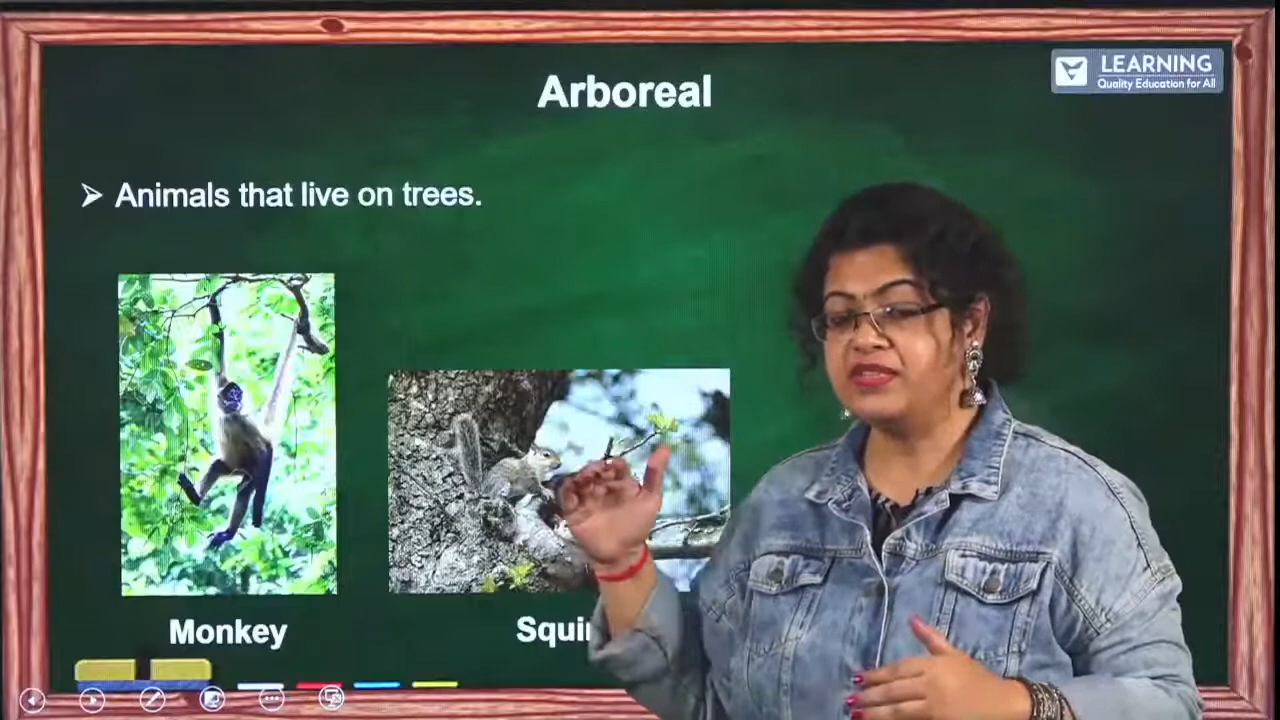 LEARNING
Quality Education for All
Arboreal
➢ Animals that live on trees.
Monkey